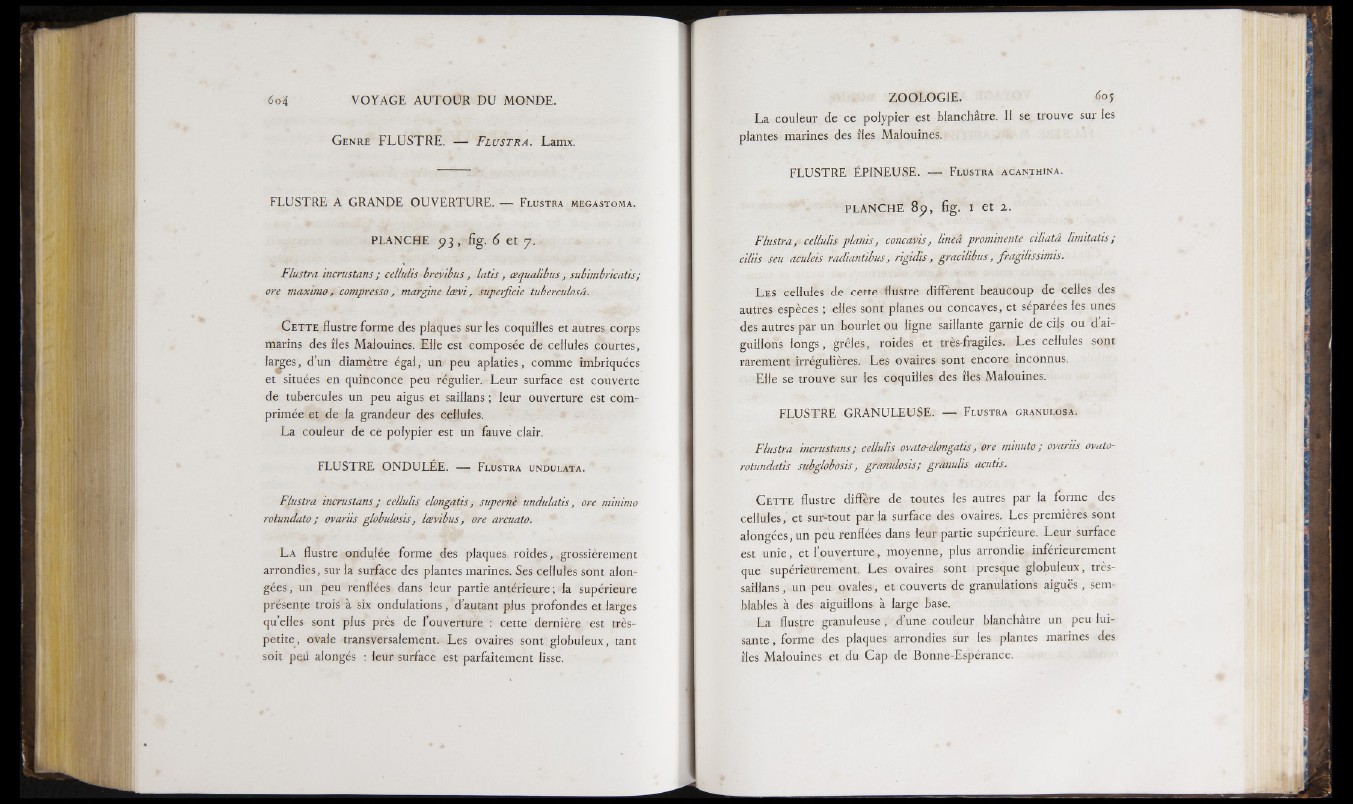 604 VOYAGE AUTOUR DU MONDE.
GENRE FLUSTRE. — FLUSTRA. Lamx.
FLUSTRE A GRANDE OUVERTURE. — FLUSTRA MEGASTOMA.
PLANCHE 93, fig. 6 et 7.
Flustra incrustans; cellulis brevibus, latis, æqualibus, subimbricatis;
ore maximo, compresso, margine lævi, superficie tuberculosâ.
CETTE flustre forme des plaques sur les coquilles et autres corps
marins des îles Malouines. Elle est composée de cellules courtes,
larges, d'un diamètre égal, un peu aplaties, comme imbriquées
et situées en quinconce peu régulier. Leur surface est couverte
de tubercules un peu aigus et saillans; leur ouverture est com-
primée et de la grandeur des cellules.
La couleur de ce polypier est un fauve clair.
FLUSTRE ONDULÉE. — FLUSTRA UNDULATA.
Flustra incrustans; cellulis elongatis, supernè undulatis, ore minimo
rotundato; ovariis globulosis, lævibus, ore arcuato.
LA flustre ondulée forme des plaques roides, grossièrement
arrondies, sur la surface des plantes marines. Ses cellules sont alon-
gées, un peu renflées dans leur partie antérieure; la supérieure
présente trois à six ondulations, d'autant plus profondes et larges
qu'elles sont plus près de l'ouverture : cette dernière est très-
petite, ovale transversalement. Les ovaires sont globuleux, tant
soit peu alongés : leur surface est parfaitement lisse.
ZOOLOGIE. 605
La couleur de ce polypier est blanchâtre. Il se trouve sur les
plantes marines des îles Malouines.
FLUSTRE ÉPINEUSE. — FLUSTRA ACANTHINA.
PLANCHE 89, fig. 1 et 2.
Flustra, cellulis planis, concavis, lineâ prominente ciliatâ limitatis;
ciliis seu aculeis radiantibus, rigidis, gracilibus, fragilissimis.
LES cellules de cette flustre diffèrent beaucoup de celles des
autres espèces; elles sont planes ou concaves, et séparées les unes
des autres par un bourlet ou ligne saillante garnie de cils ou d'ai-
guillons longs, grêles, roides et très-fragiles. Les cellules sont
rarement irrégulières. Les ovaires sont encore inconnus.
Elle se trouve sur les coquilles des îles Malouines.
FLUSTRE GRANULEUSE. — FLUSTRA GRANULOSA.
Flustra incrustans; cellulis ovato-elongatis, ore minuto; ovariis ovato-
rotundatis subglobosis, granulosis; granulis acutis.
CETTE flustre diffère de toutes les autres par la forme des
cellules, et sur-tout par la surface des ovaires. Les premières sont
alongées, un peu renflées dans leur partie supérieure. Leur surface
est unie, et l'ouverture, moyenne, plus arrondie inférieurement
que supérieurement. Les ovaires sont presque globuleux, très-
saillans, un peu ovales, et couverts de granulations aiguës, sem-
blables à des aiguillons à large base.
La flustre granuleuse, d'une couleur blanchâtre un peu lui-
sante, forme des plaques arrondies sur les plantes marines des
îles Malouines et du Cap de Bonne-Espérance.